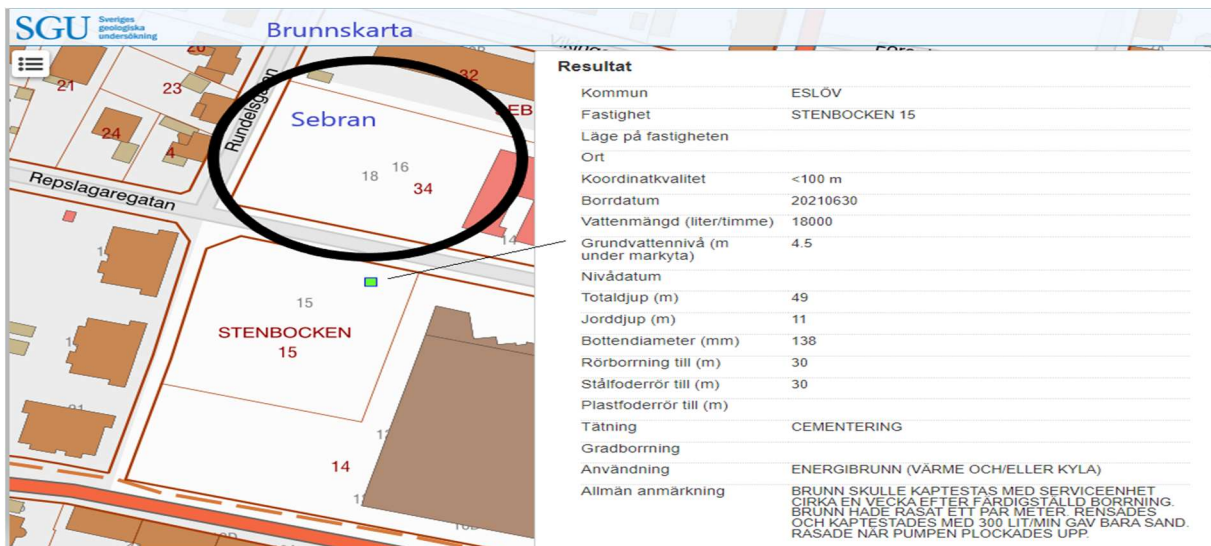 SGU Sveriges geologiska undersökning
Brunnskarta
21
23
24
4
32
Rundelsgatan
Sebran
16
18
34
14
Repslagaregatan
15
STENBOCKEN
15
14
Resultat
Kommun ESLÖV
Fastighet STENBOCKEN 15
Läge på fastigheten
Ort
Koordinatkvalitet <100 m
Borrdatum 20210630
Vattenmängd (liter/timme) 18000
Grundvattennivå (m under markyta) 4.5
Nivådatum
Totaldjup (m) 49
Jorddjup (m) 11
Bottendiameter (mm) 138
Rörborrning till (m) 30
Stålfoderrör till (m) 30
Plastfoderrör till (m)
Tätning CEMENTERING
Gradborrning
Användning ENERGIBRUNN (VÄRME OCH/ELLER KYLA)
Allmän anmärkning BRUNN SKULLE KAPTESTAS MED SERVICEENHET
CIRKA EN VECKA EFTER FÄRDIGSTÄLLD BORRNING.
BRUNN HADE RASAT ETT PAR METER. RENSADES
OCH KAPTESTADES MED 300 LIT/MIN GAV BARA SAND.
RASADE NÄR PUMPEN PLOCKADES UPP.